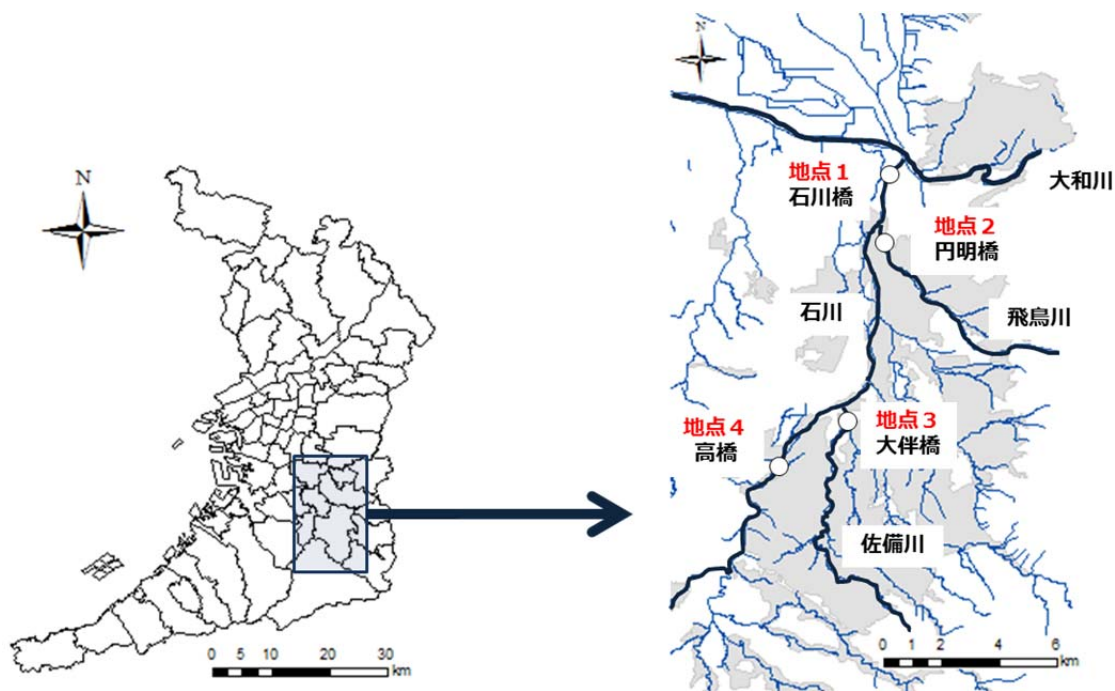 N
0 5 10 20 30
km
N
地点１
石川橋
大和川
地点２
円明橋
石川
飛鳥川
地点４
高橋
地点３
大伴橋
佐備川
0 1 2 4 6
km